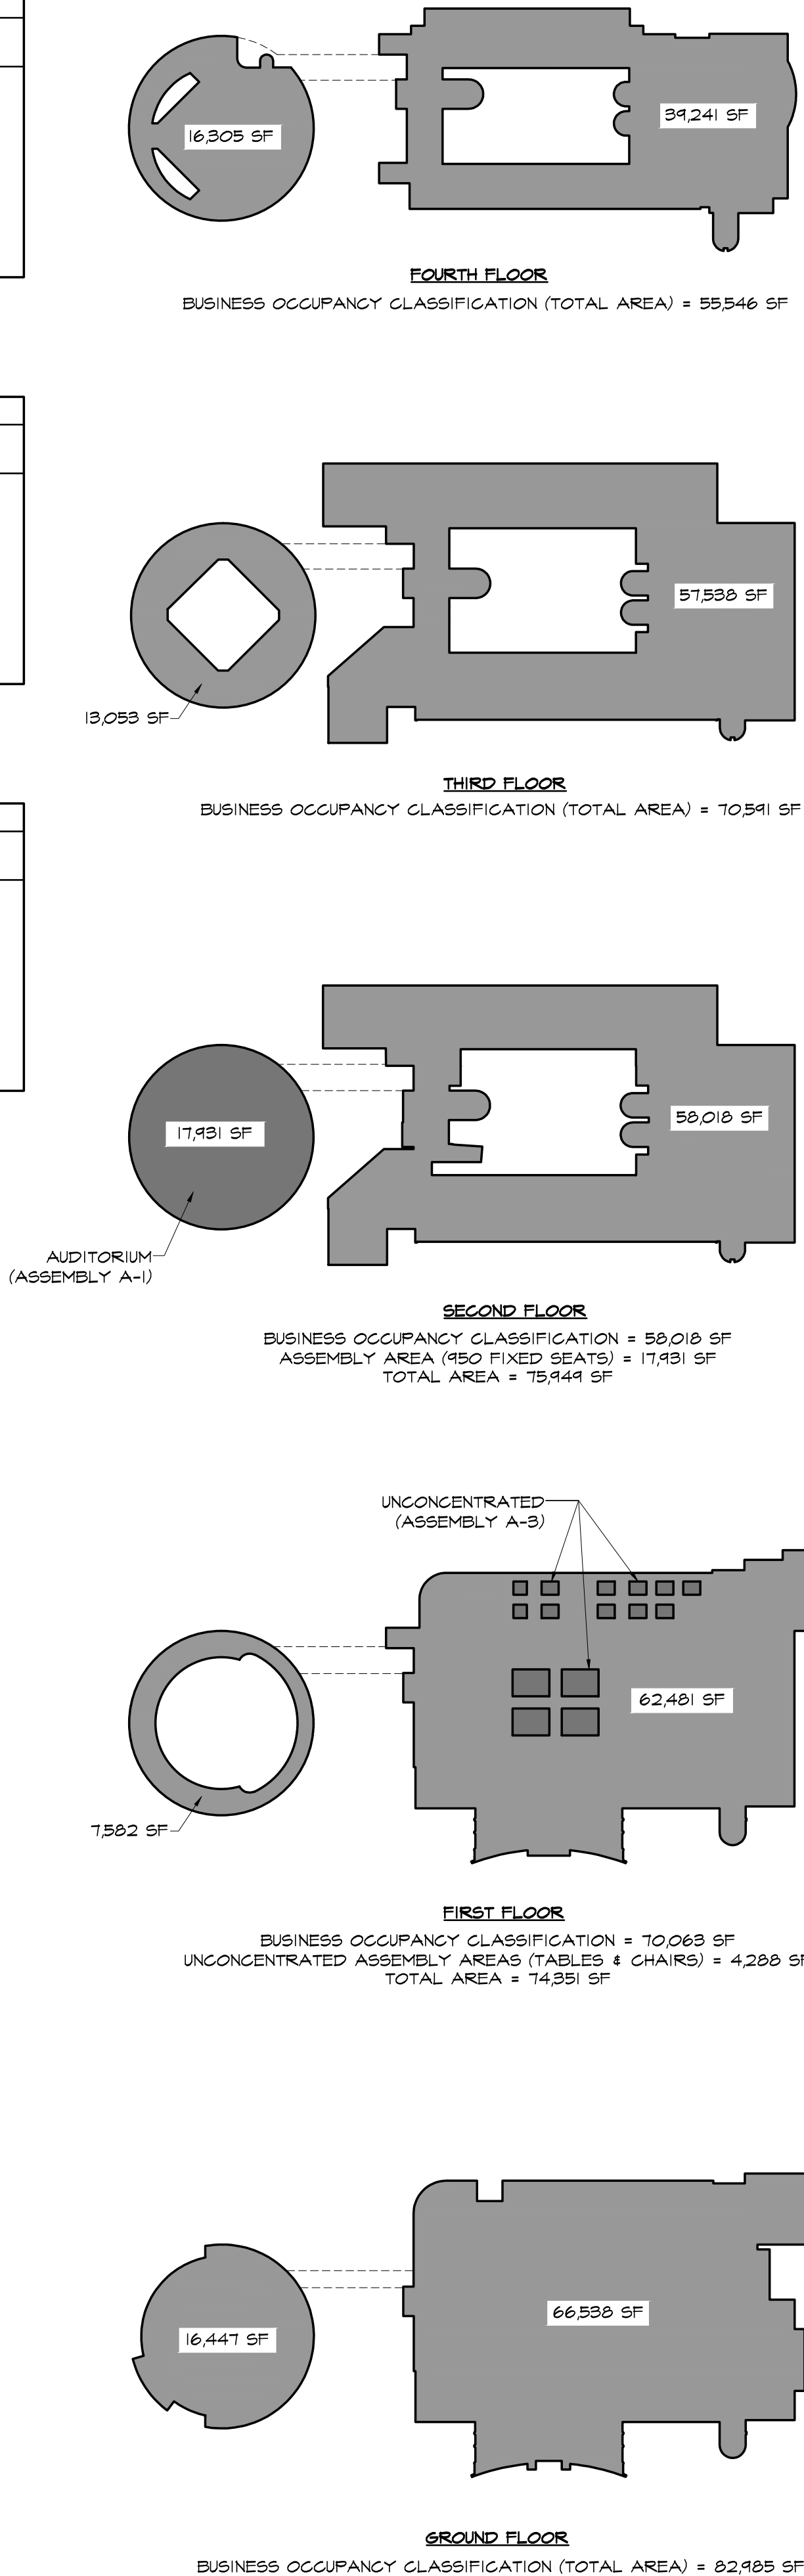 16,305 SF
39,241 SF
FOURTH FLOOR
BUSINESS OCCUPANCY CLASSIFICATION (TOTAL AREA) = 55,546 SF
57,538 SF
13,053 SF
THIRD FLOOR
BUSINESS OCCUPANCY CLASSIFICATION (TOTAL AREA) = 70,591 SF
17,931 SF
58,018 SF
AUDITORIUM
(ASSEMBLY A-1)
SECOND FLOOR
BUSINESS OCCUPANCY CLASSIFICATION = 58,018 SF
ASSEMBLY AREA (950 FIXED SEATS) = 17,931 SF
TOTAL AREA = 75,949 SF
UNCONCENTRATED
(ASSEMBLY A-3)
62,481 SF
7,582 SF
FIRST FLOOR
BUSINESS OCCUPANCY CLASSIFICATION = 70,063 SF
UNCONCENTRATED ASSEMBLY AREAS (TABLES & CHAIRS) = 4,288 SF
TOTAL AREA = 74,351 SF
66,538 SF
16,447 SF
GROUND FLOOR
BUSINESS OCCUPANCY CLASSIFICATION (TOTAL AREA) = 82,985 SF